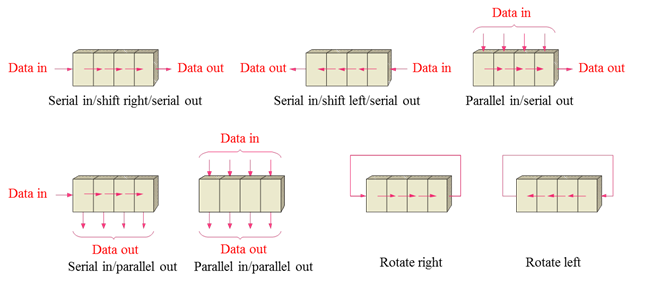 Data in
Data in
Data out
Data out
Data in
Data out
Serial in/shift right/serial out
Serial in/shift left/serial out
Parallel in/serial out
Data in
Data in
Data out
Data out
Serial in/parallel out
Parallel in/parallel out
Rotate right
Rotate left